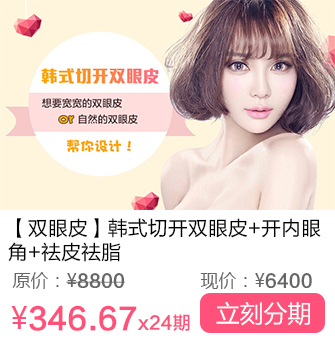 韩式切开双眼皮
想要宽宽的双眼皮
or 自然的双眼皮
帮你设计！
【双眼皮】韩式切开双眼皮+开内眼
角+祛皮祛脂
原价：¥8800 现价：¥6400
¥346.67x24期 立刻分期